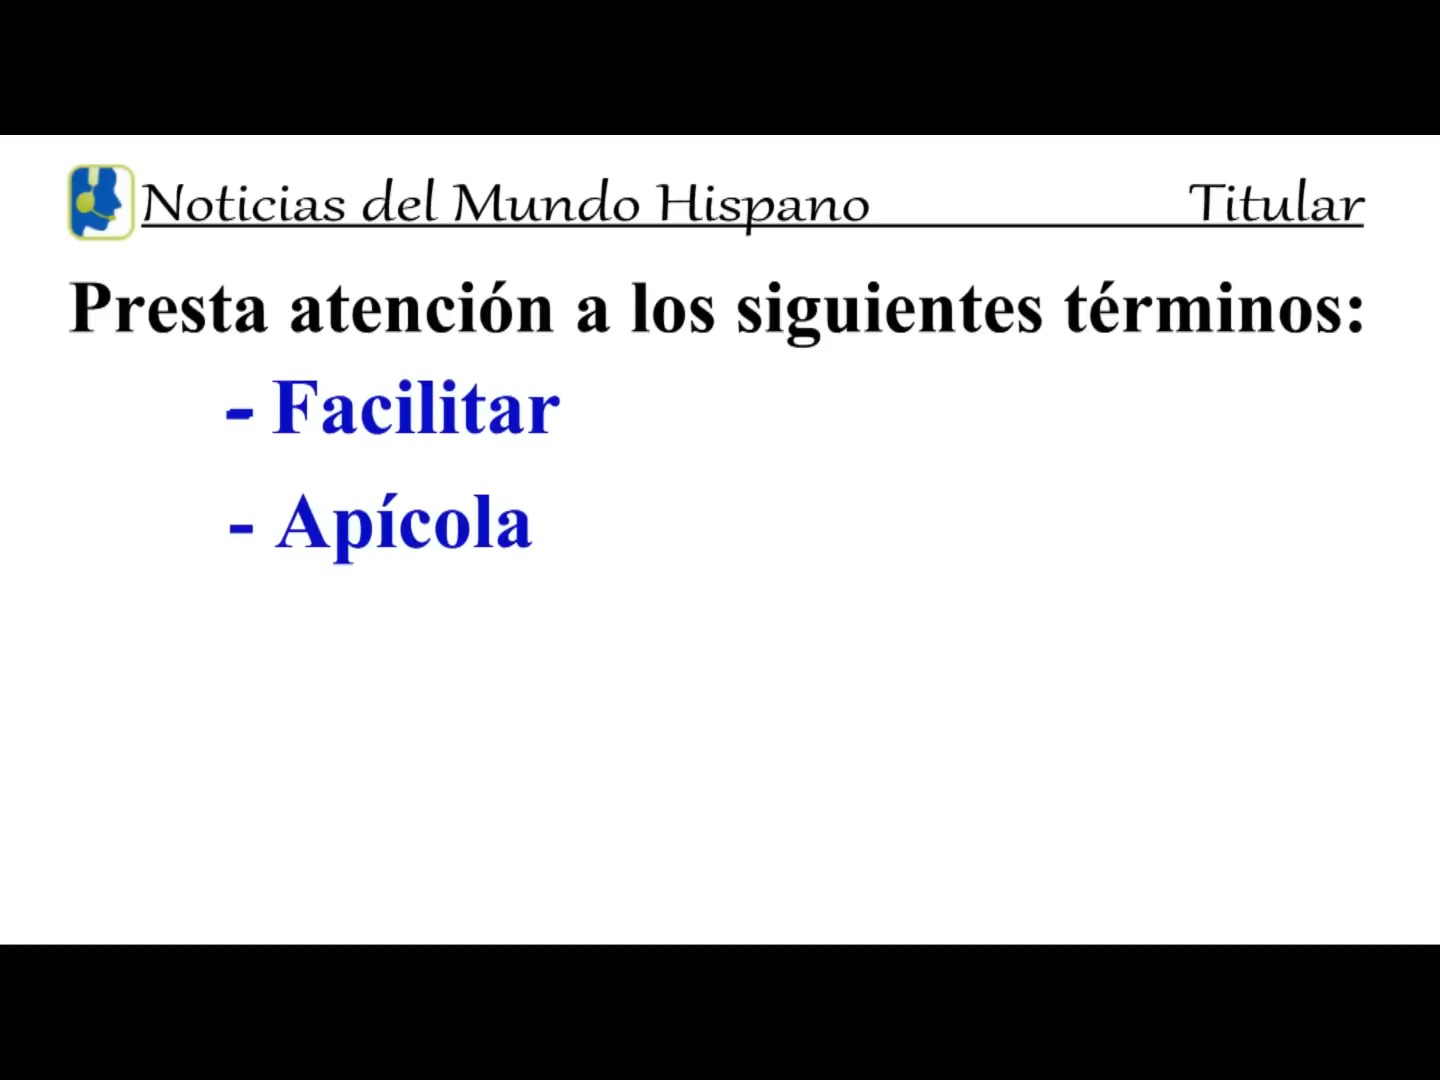 Noticias del Mundo Hispano Titular
Presta atención a los siguientes términos:
- Facilitar
- Apícola